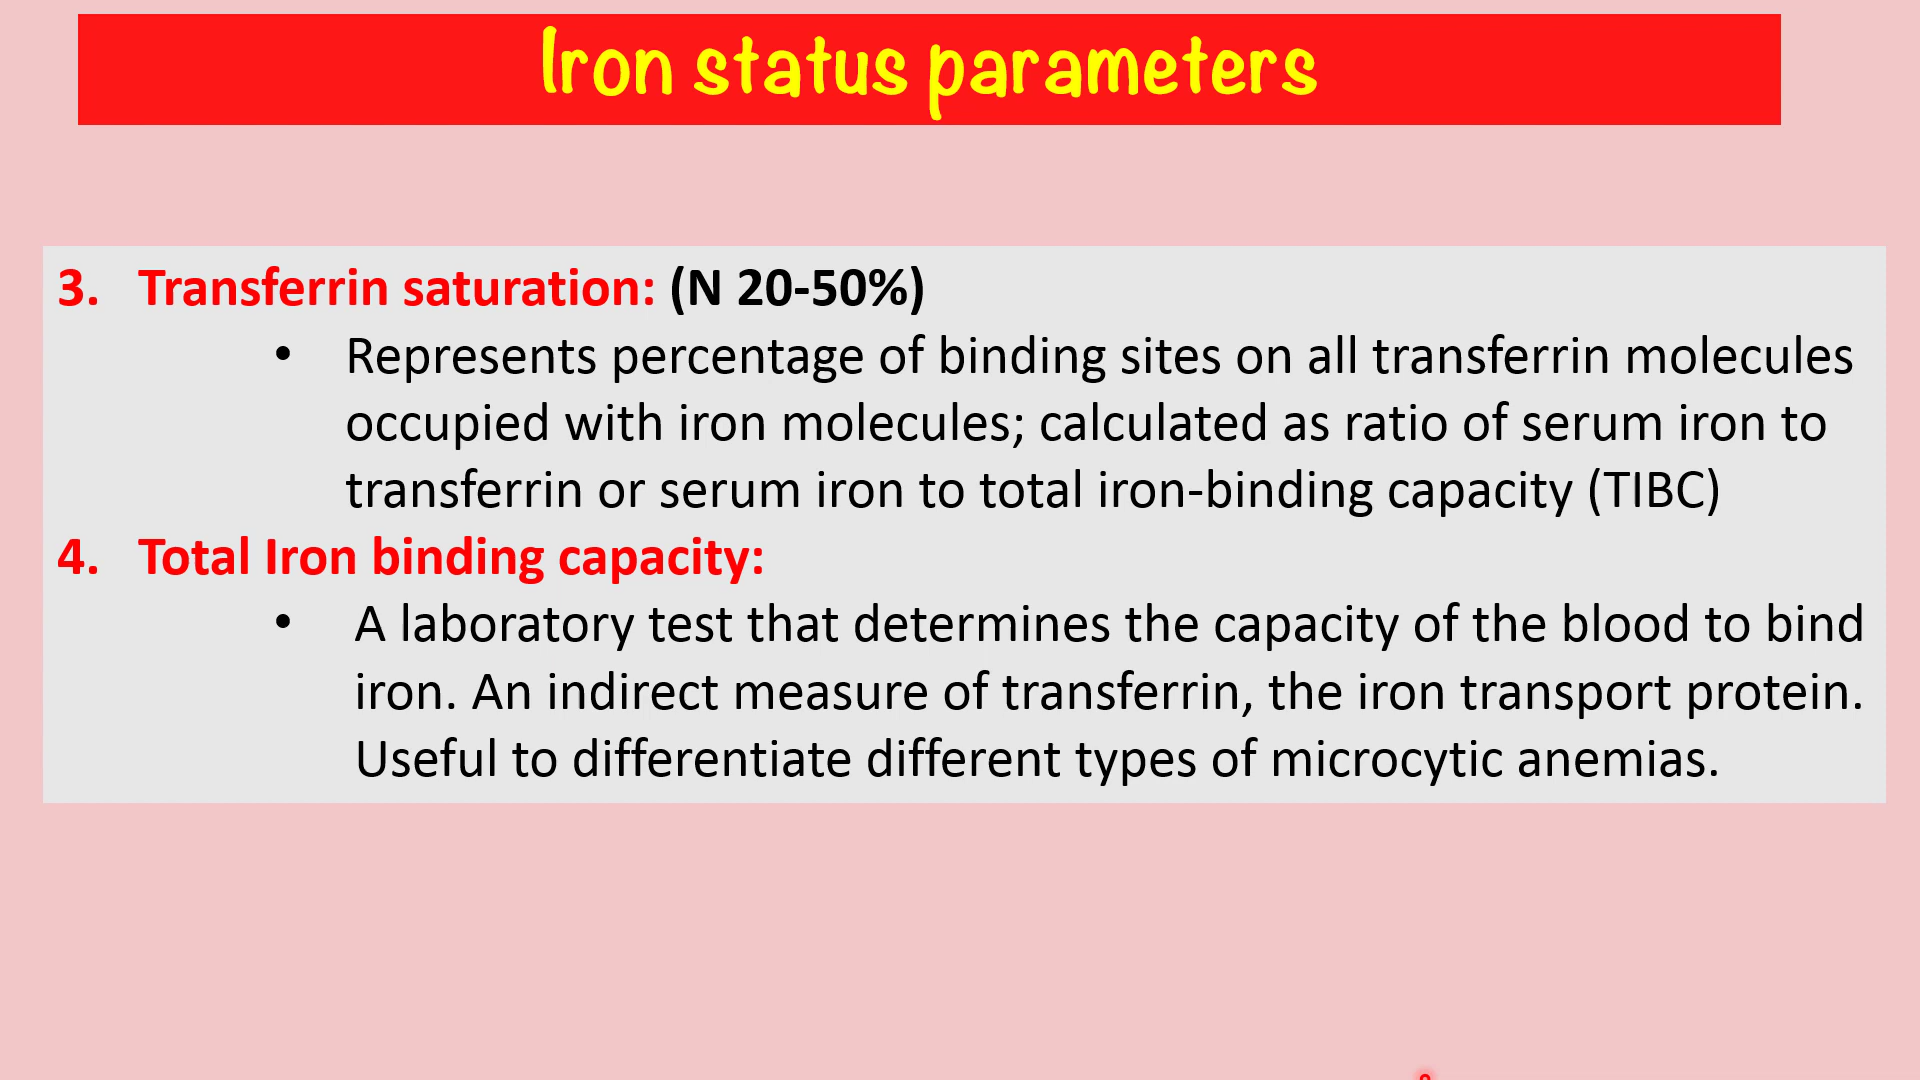 Iron status parameters
3. Transferrin saturation: (N 20-50%)
• Represents percentage of binding sites on all transferrin molecules
occupied with iron molecules; calculated as ratio of serum iron to
transferrin or serum iron to total iron-binding capacity (TIBC)
4. Total Iron binding capacity:
• A laboratory test that determines the capacity of the blood to bind
iron. An indirect measure of transferrin, the iron transport protein.
Useful to differentiate different types of microcytic anemias.